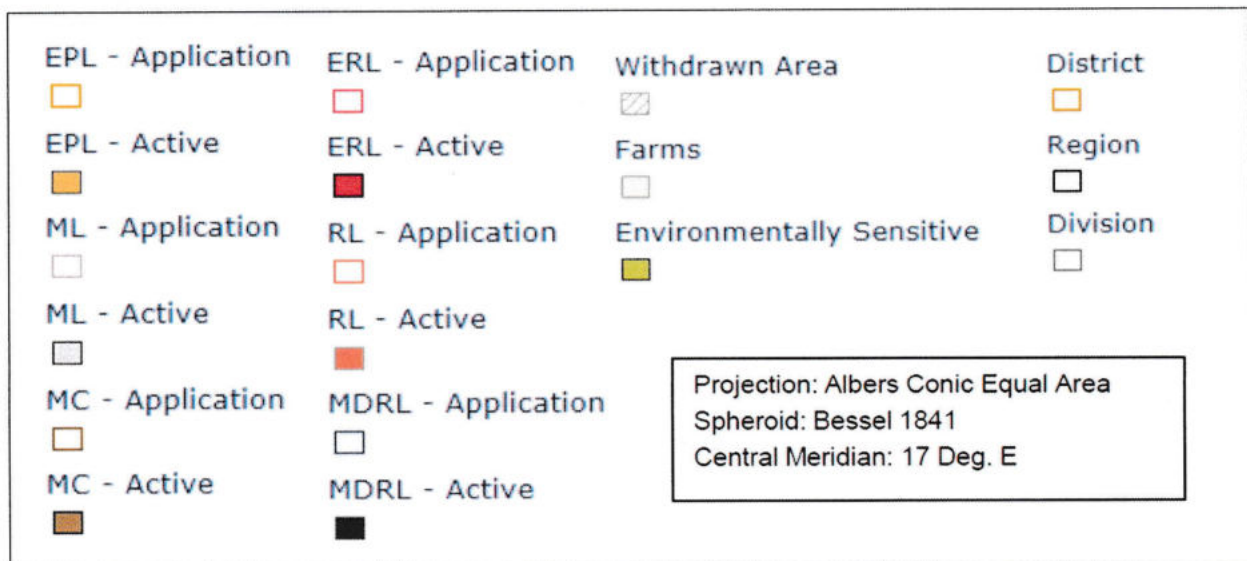 EPL - Application
EPL - Active
ML - Application
ML - Active
MC - Application
MC - Active
ERL - Application
ERL - Active
RL - Application
RL - Active
MDRL - Application
MDRL - Active
Withdrawn Area
Farms
Environmentally Sensitive
District
Region
Division
Projection: Albers Conic Equal Area
Spheroid: Bessel 1841
Central Meridian: 17 Deg. E